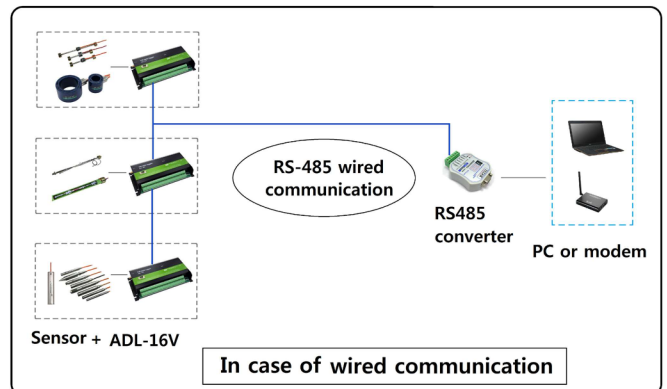 RS-485 wired
communication
RS485
converter
PC or modem
Sensor + ADL-16V
In case of wired communication